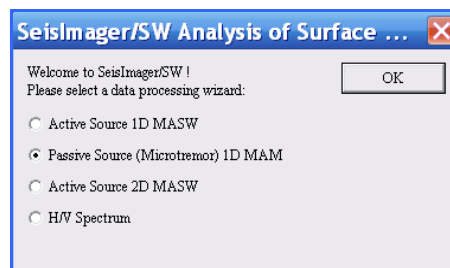 SeisImager/SW Analysis of Surface ...
Welcome to SeisImager/SW !
Please select a data processing wizard:
OK
Active Source 1D MASW
Passive Source (Microtremor) 1D MAM
Active Source 2D MASW
H/V Spectrum